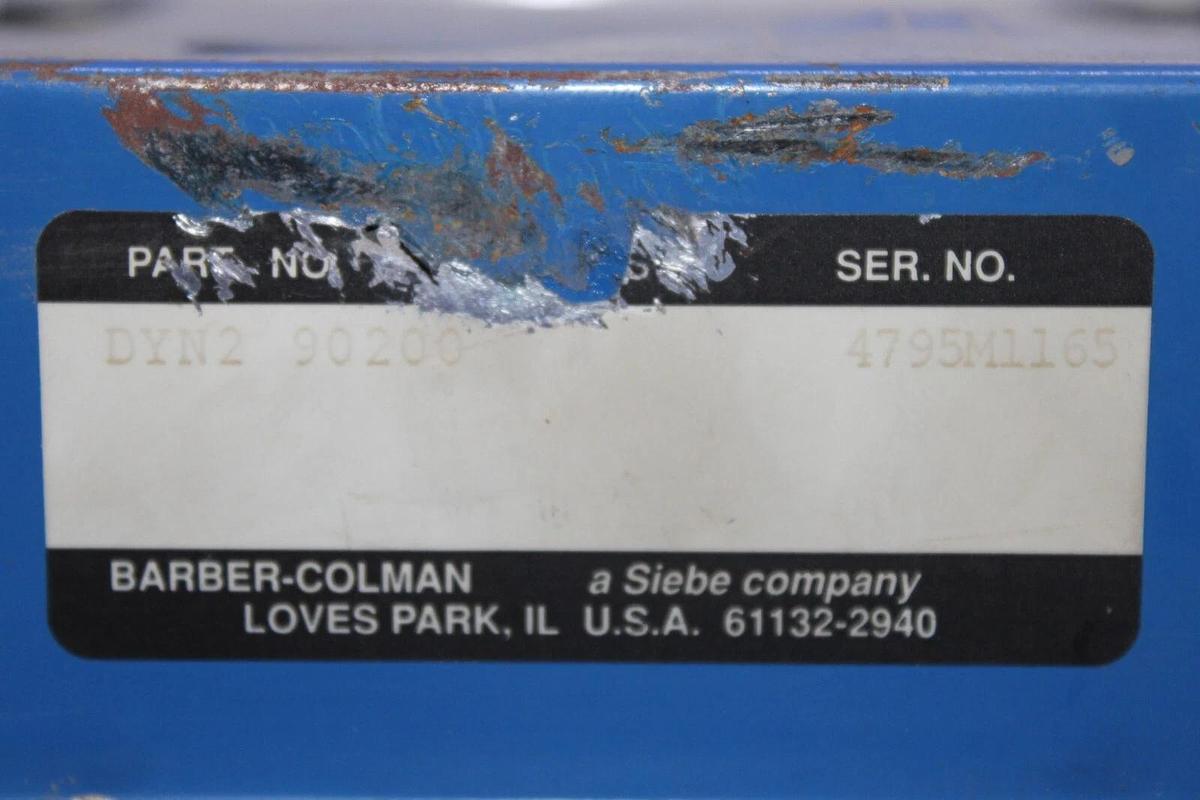 PART NO SER. NO.
DYN2 90200 4795M1165
BARBER-COLMAN a Siebe company
LOVES PARK, IL U.S.A. 61132-2940